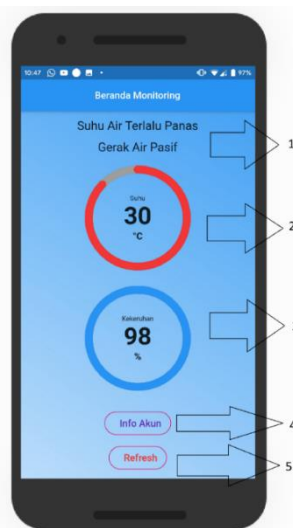 10:47
97%
Beranda Monitoring
Suhu Air Terlalu Panas
Gerak Air Pasif
1
Suhu
30
°C
2
Kekeruhan
98
%
Info Akun
4
Refresh
5